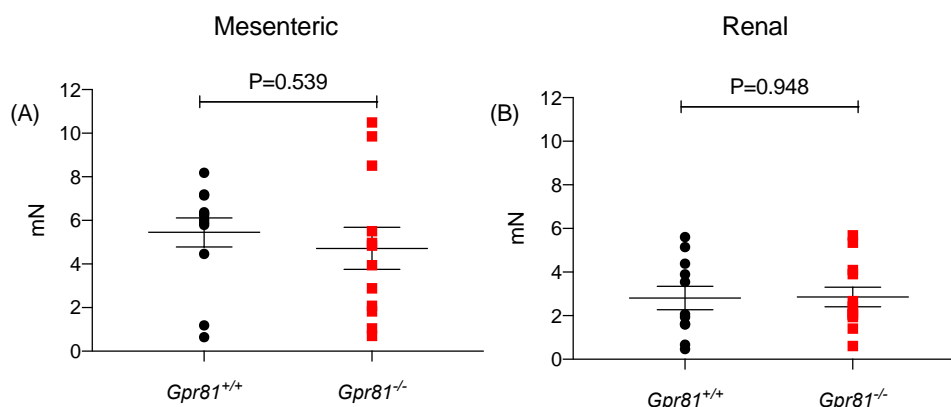 Mesenteric
P=0.539
(A)
12
10
8
6
4
2
0
mN
Gpr81+/+
Gpr81-/-
Renal
P=0.948
(B)
12
10
8
6
4
2
0
mN
Gpr81+/+
Gpr81-/-